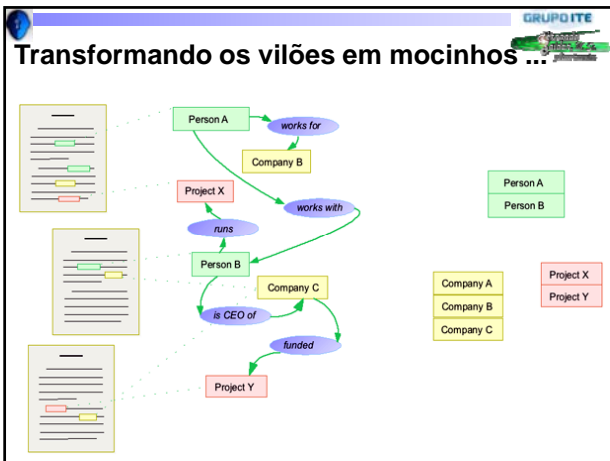 GRUPO ITE
Transformando os vilões em mocinhos ...
Person A
works for
Company B
Project X
works with
runs
Person B
Company C
is CEO of
funded
Project Y
Person A
Person B
Company A
Company B
Company C
Project X
Project Y